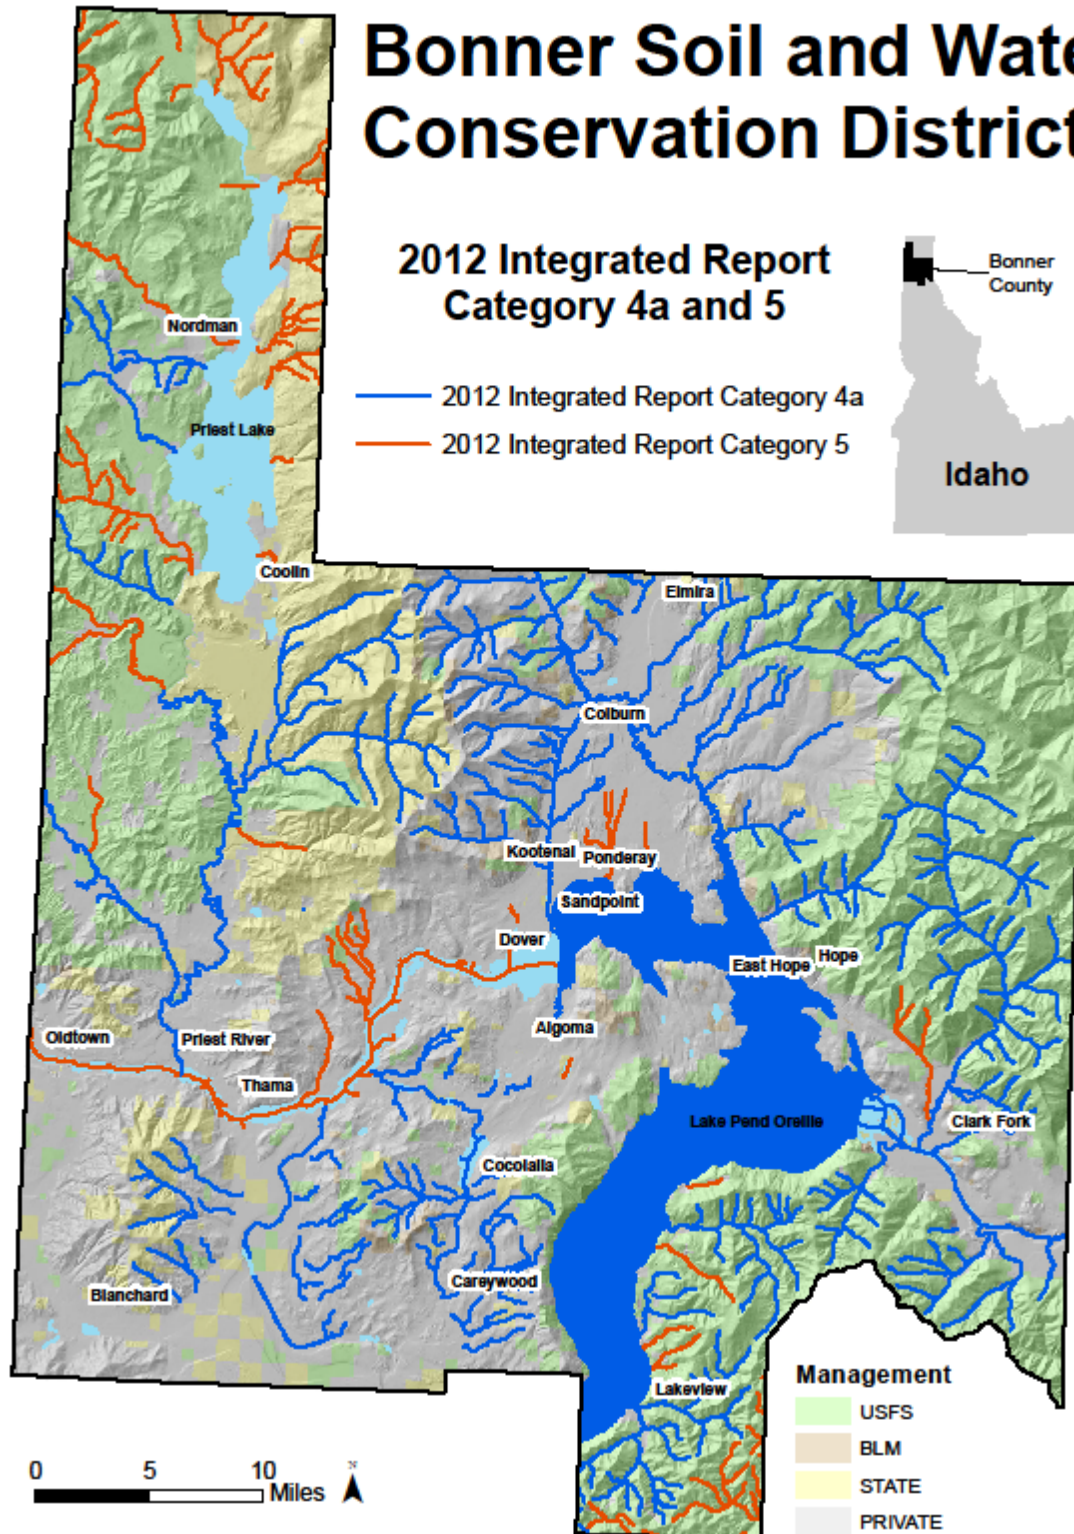 Bonner Soil and Wate
Conservation District
2012 Integrated Report
Category 4a and 5
Bonner
County
2012 Integrated Report Category 4a
2012 Integrated Report Category 5
Idaho
Nordman
Priest Lake
Coolin
Elmira
Colburn
Kootenai
Ponderay
Sandpoint
Dover
East Hope
Hope
Algoma
Oldtown
Priest River
Thama
Lake Pend Oreille
Clark Fork
Cocolalla
Careywood
Blanchard
Lakeview
Management
USFS
BLM
STATE
PRIVATE
0 5 10
Miles
N